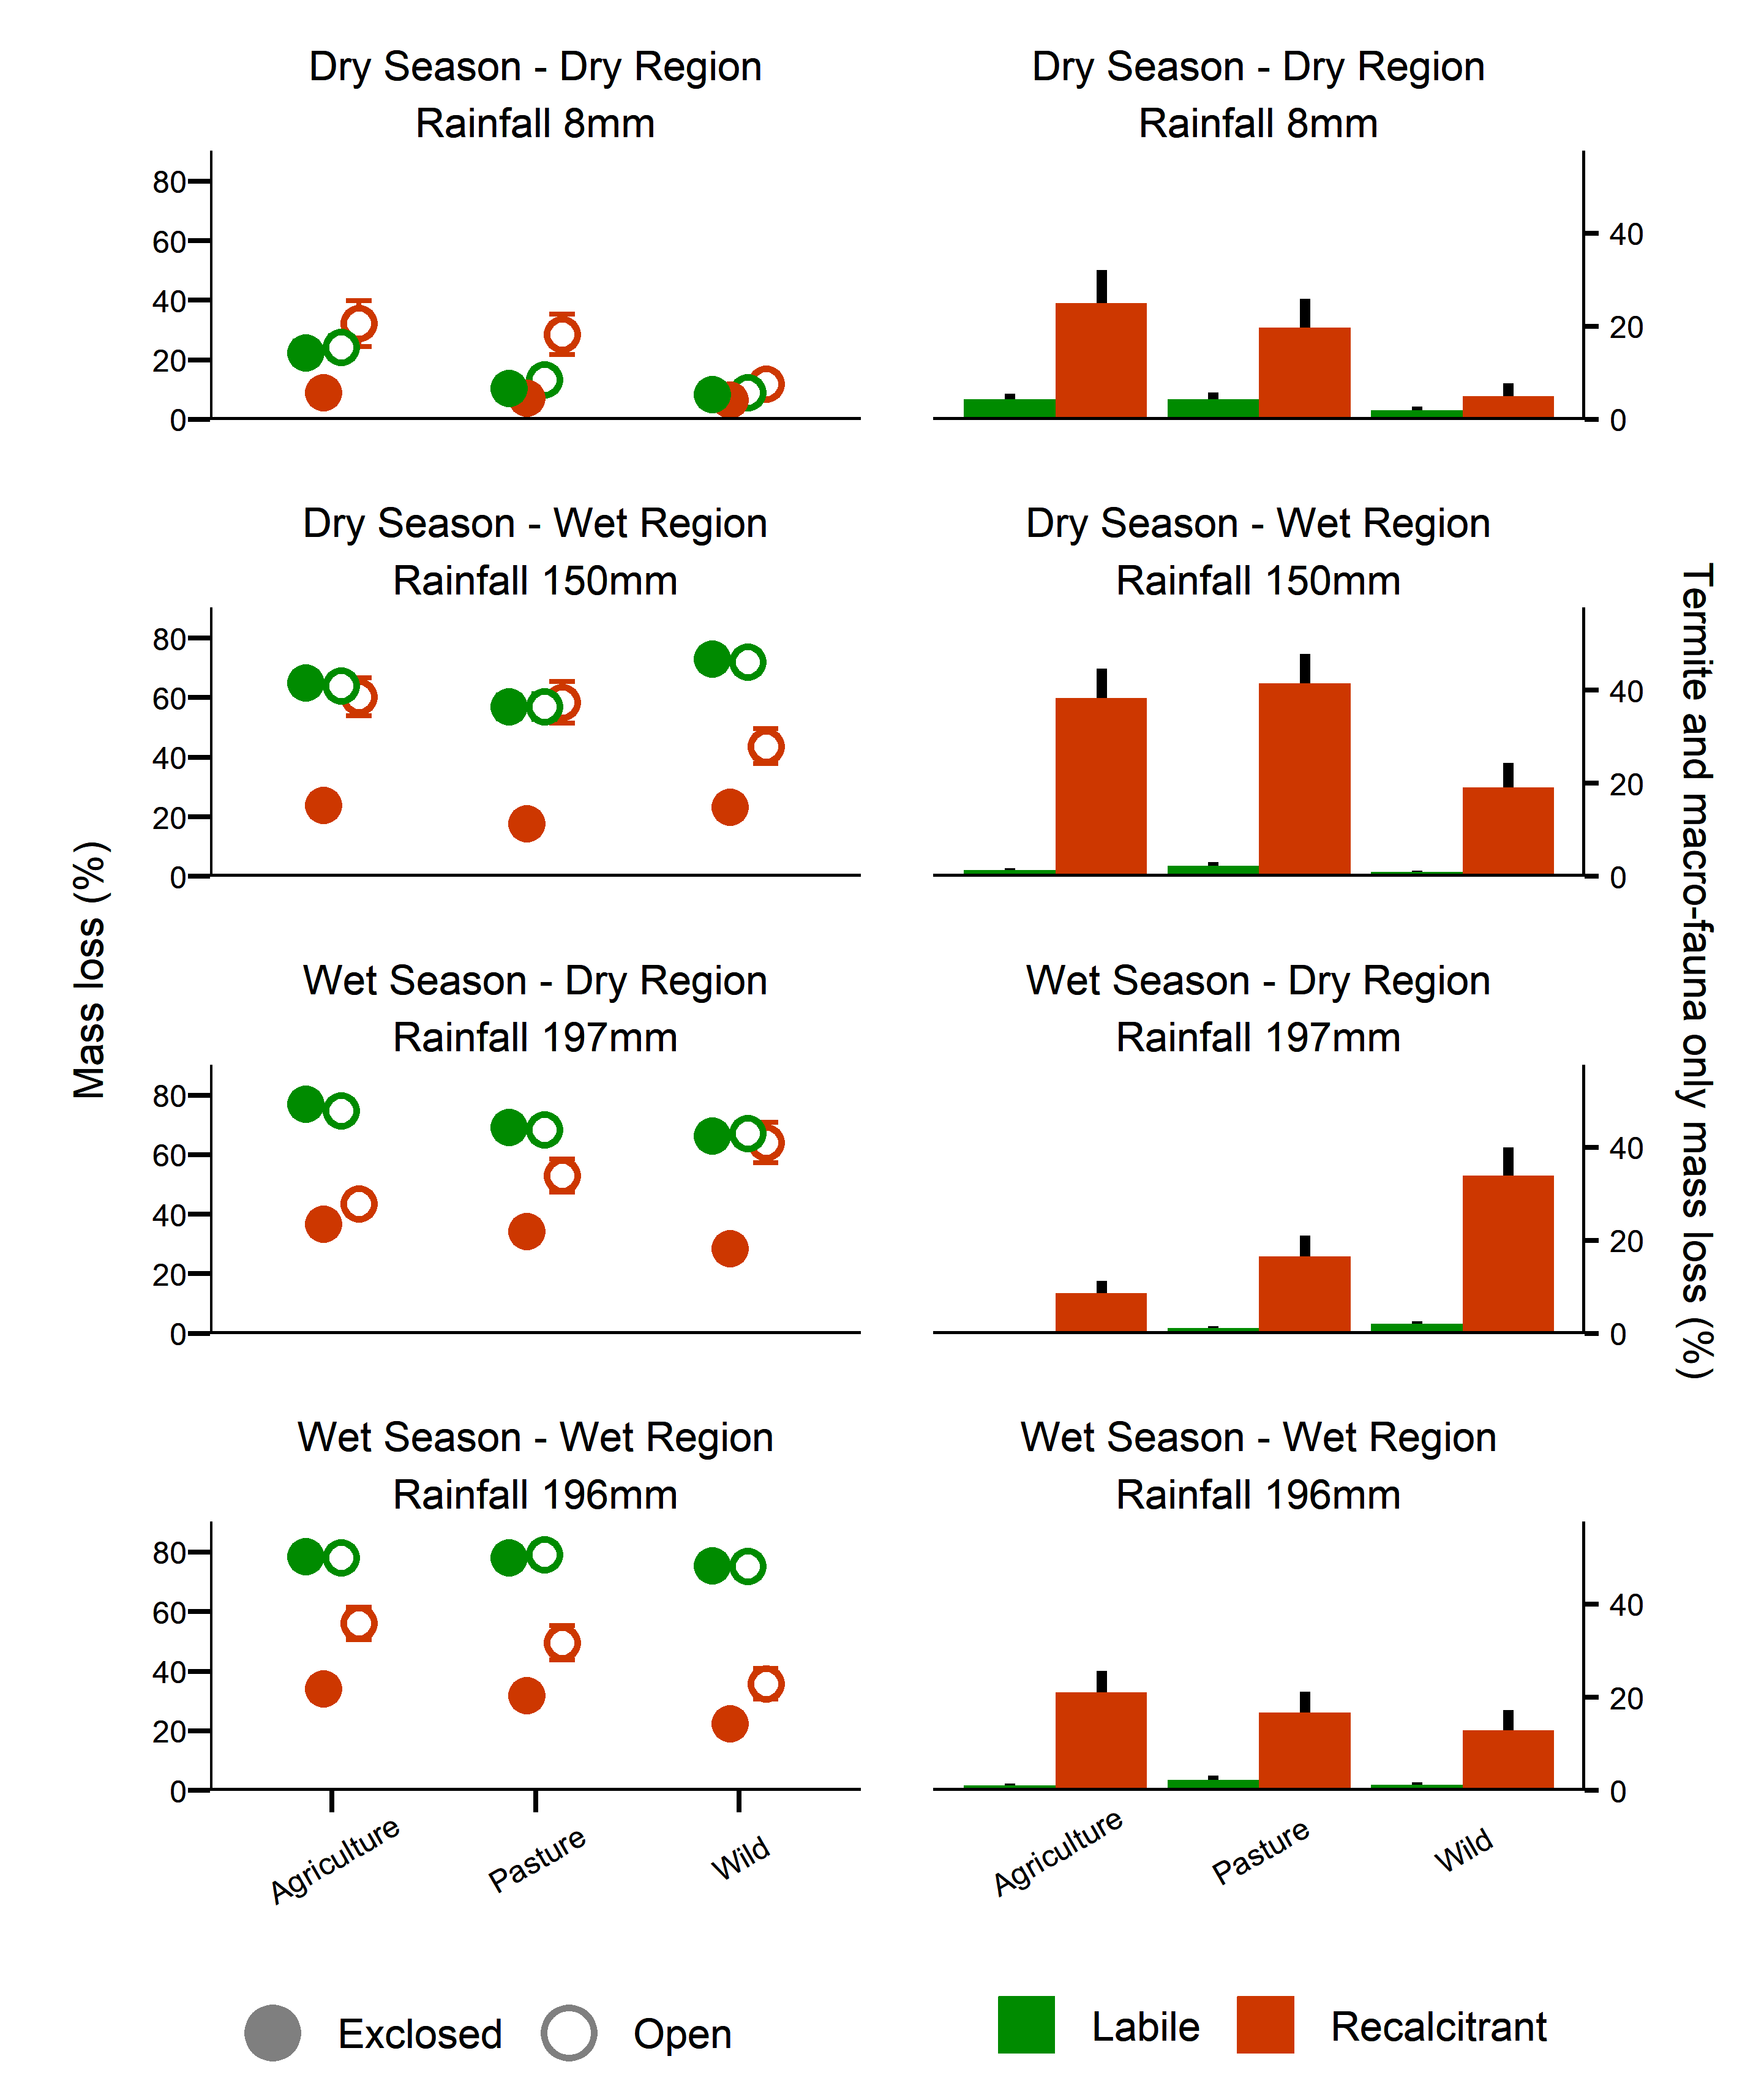 Dry Season - Dry Region
Rainfall 8mm
80
60
40
20
0
Dry Season - Dry Region
Rainfall 8mm
40
20
0
Dry Season - Wet Region
Rainfall 150mm
80
60
40
20
0
Dry Season - Wet Region
Rainfall 150mm
40
20
0
Mass loss (%)
Termite and macro-fauna only mass loss (%)
Wet Season - Dry Region
Rainfall 197mm
80
60
40
20
0
Wet Season - Dry Region
Rainfall 197mm
40
20
0
Wet Season - Wet Region
Rainfall 196mm
80
60
40
20
0
Agriculture
Pasture
Wild
Wet Season - Wet Region
Rainfall 196mm
40
20
0
Agriculture
Pasture
Wild
Exclosed
Open
Labile
Recalcitrant